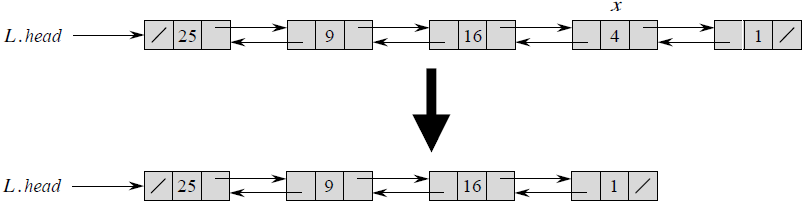 x
L.head / 25 9 16 4 1 /
L.head / 25 9 16 1 /